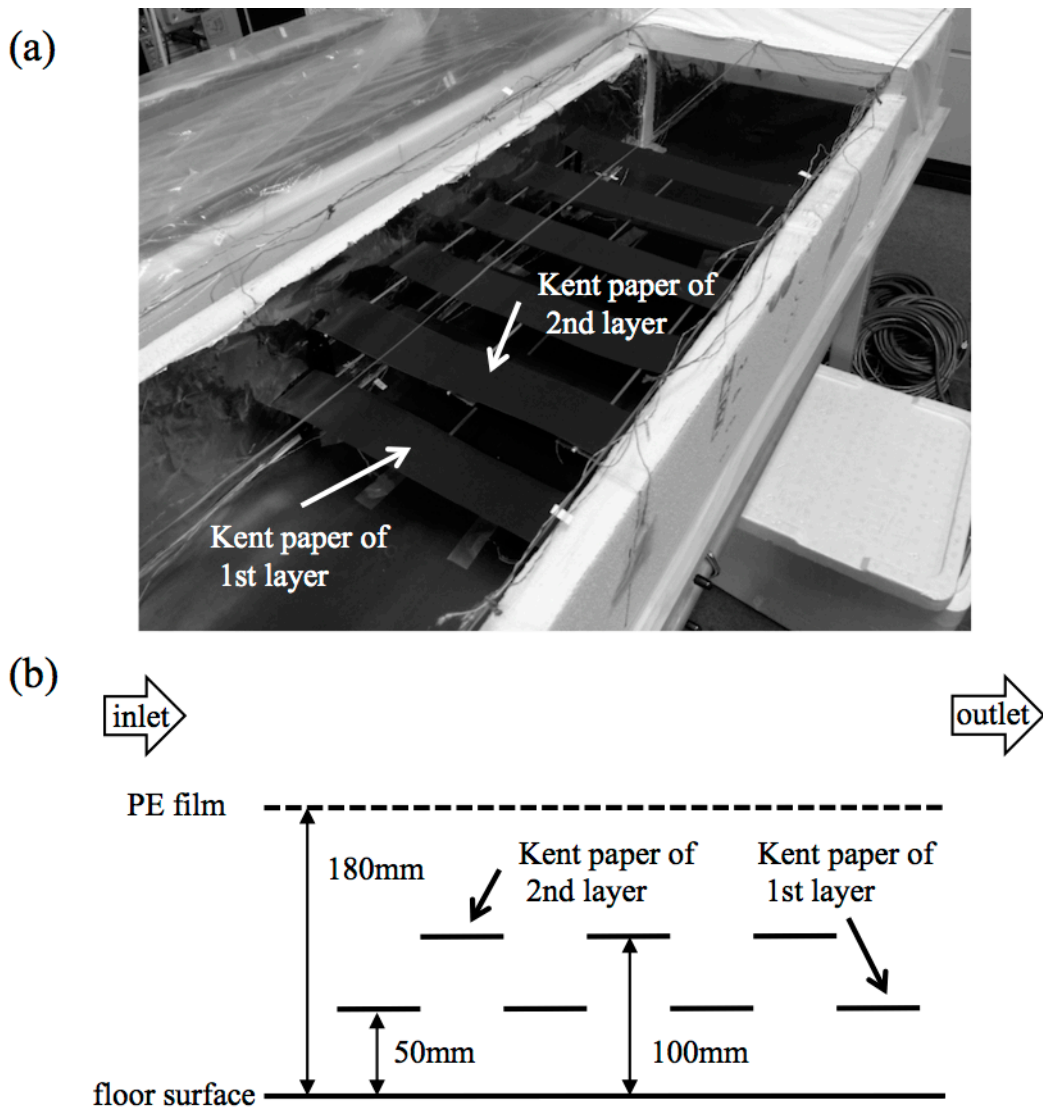 (a)
Kent paper of
2nd layer
Kent paper of
1st layer
(b)
inlet
outlet
PE film
180mm
Kent paper of
2nd layer
Kent paper of
1st layer
50mm
100mm
floor surface